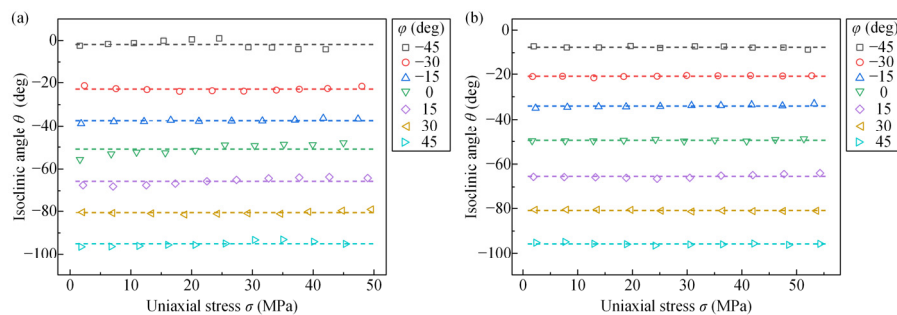 (a)
0
−20
−40
−60
−80
−100
Isoclinic angle θ (deg)
0 10 20 30 40 50
Uniaxial stress σ (MPa)
φ (deg)
−45
−30
−15
0
15
30
45
(b)
0
−20
−40
−60
−80
−100
Isoclinic angle θ (deg)
0 10 20 30 40 50
Uniaxial stress σ (MPa)
φ (deg)
−45
−30
−15
0
15
30
45